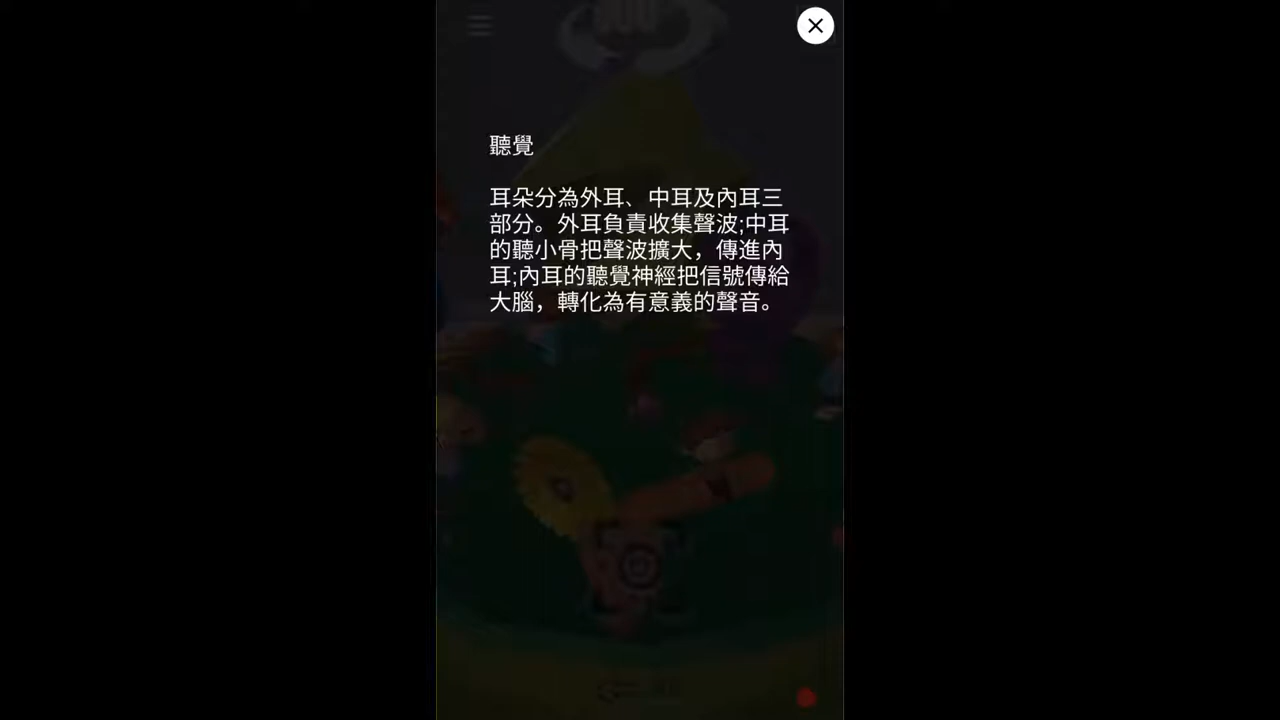 聽覺
耳朵分為外耳、中耳及內耳三
部分。外耳負責收集聲波;中耳
的聽小骨把聲波擴大，傳進內
耳;內耳的聽覺神經把信號傳給
大腦，轉化為有意義的聲音。